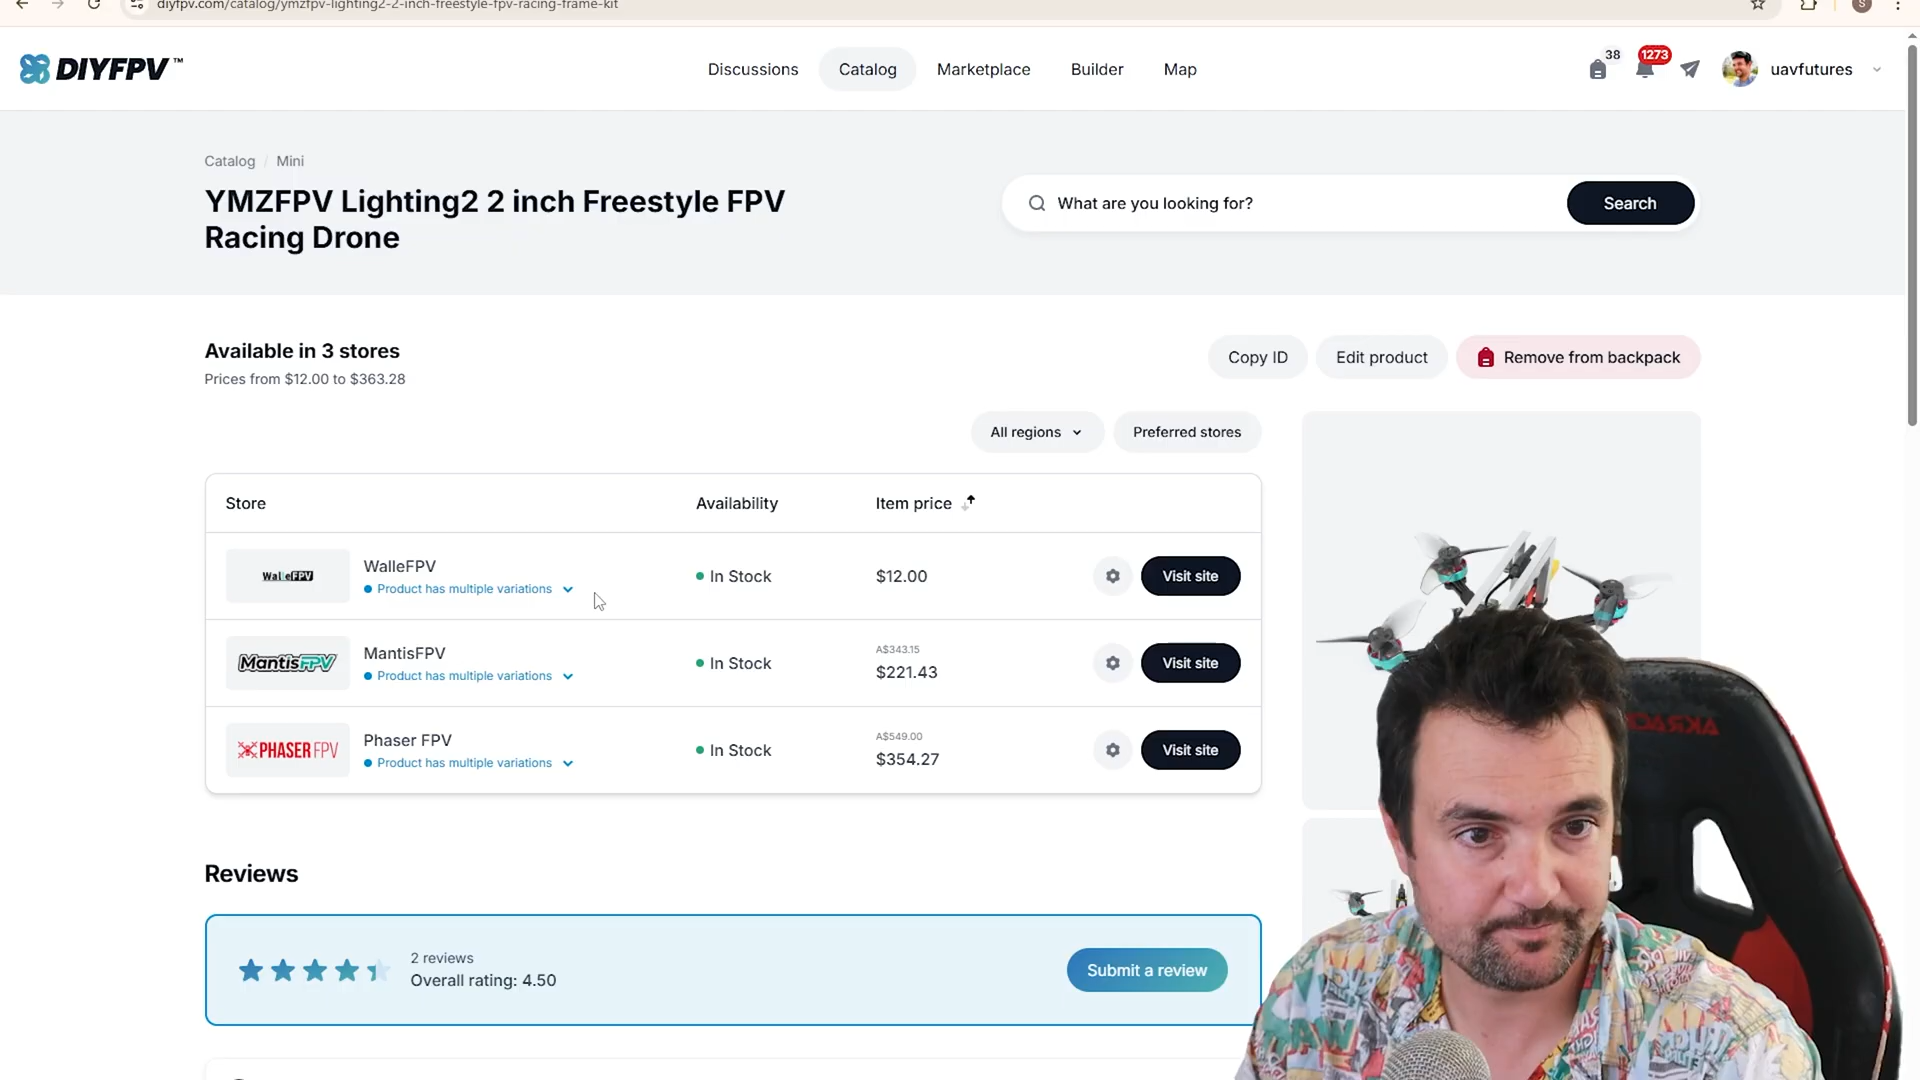 diyfpv.com/catalog/ymzfpv-lighting2-2-inch-freestyle-fpv-racing-frame-kit
S
DIYFPV™
Discussions
Catalog
Marketplace
Builder
Map
38
1273
uavfutures
Catalog / Mini
YMZFPV Lighting2 2 inch Freestyle FPV
Racing Drone
What are you looking for?
Search
Available in 3 stores
Prices from $12.00 to $363.28
Copy ID
Edit product
Remove from backpack
All regions
Preferred stores
Store
Availability
Item price
WalleFPV
WalleFPV
Product has multiple variations
In Stock
$12.00
Visit site
MantisFPV
MantisFPV
Product has multiple variations
In Stock
A$343.15
$221.43
Visit site
PHASER FPV
Phaser FPV
Product has multiple variations
In Stock
A$549.00
$354.27
Visit site
AKRACING
Reviews
2 reviews
Overall rating: 4.50
Submit a review